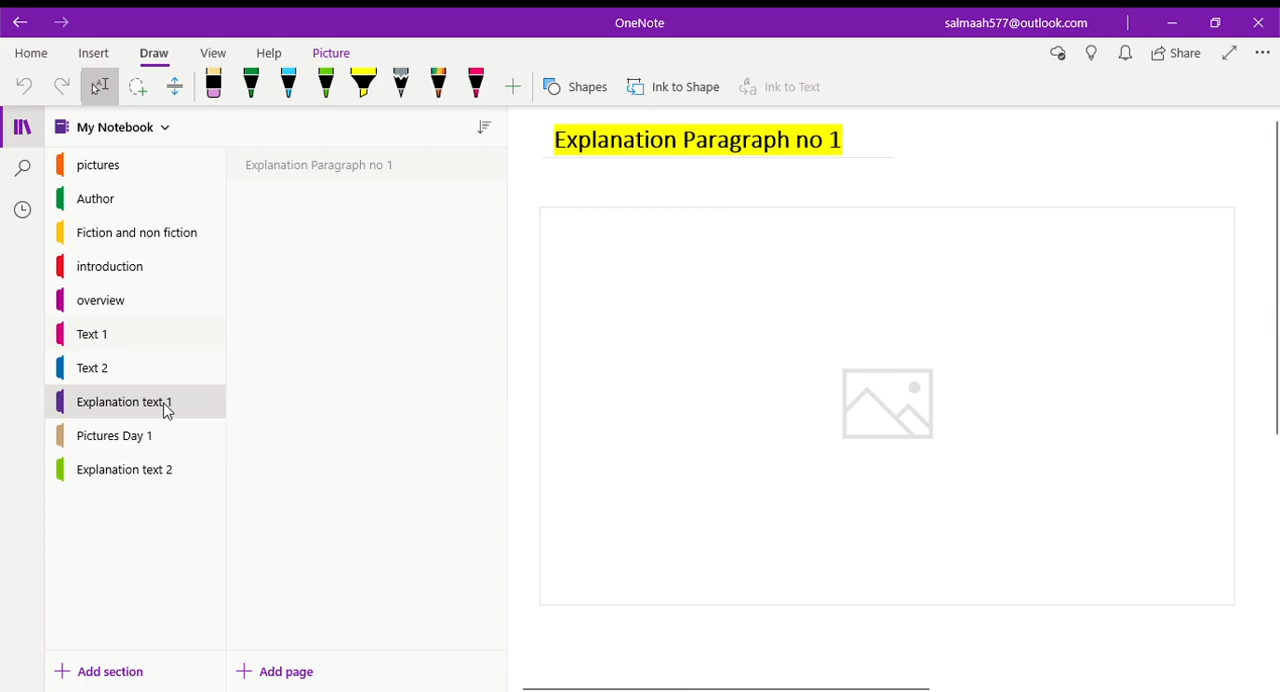 OneNote
salmaah577@outlook.com
Home
Insert
Draw
View
Help
Picture
Share
Shapes
Ink to Shape
Ink to Text
My Notebook
pictures
Author
Fiction and non fiction
introduction
overview
Text 1
Text 2
Explanation text 1
Pictures Day 1
Explanation text 2
Add section
Explanation Paragraph no 1
Add page
Explanation Paragraph no 1